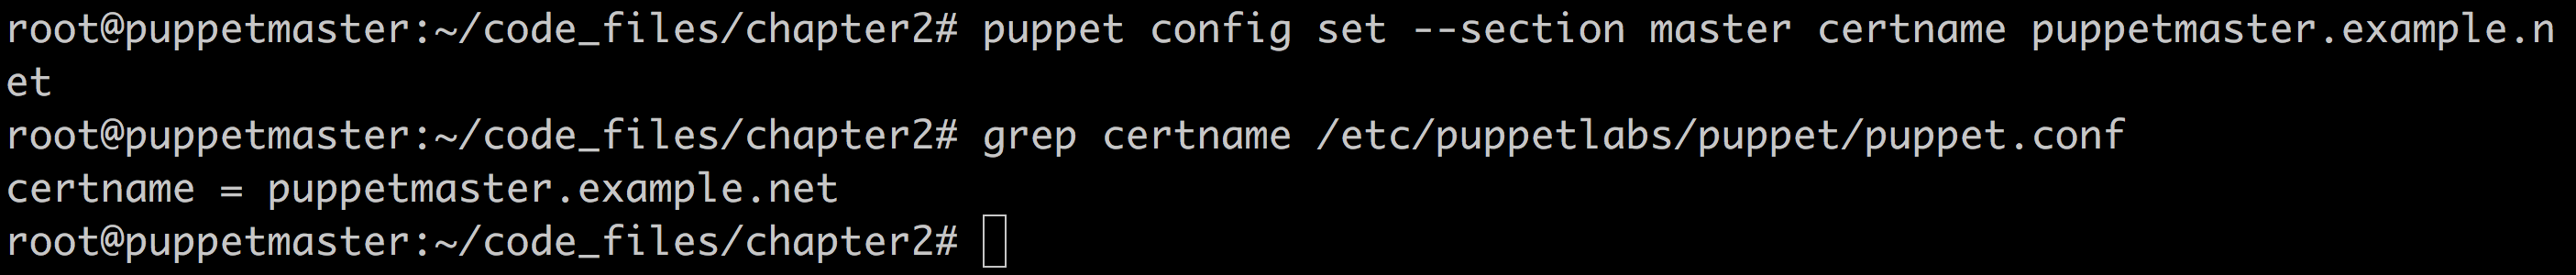 root@puppetmaster:~/code_files/chapter2# puppet config set --section master certname puppetmaster.example.n
et
root@puppetmaster:~/code_files/chapter2# grep certname /etc/puppetlabs/puppet/puppet.conf
certname = puppetmaster.example.net
root@puppetmaster:~/code_files/chapter2#